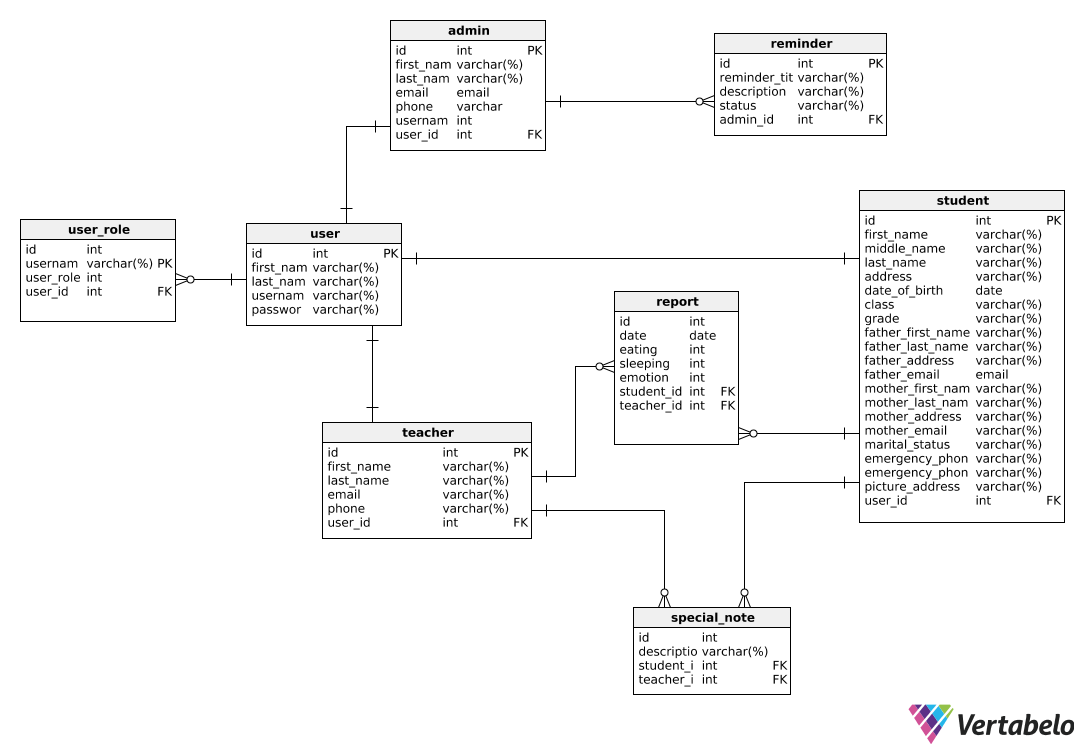 admin
id int PK
first_nam varchar(%)
last_nam varchar(%)
email email
phone varchar
usernam int
user_id int FK
reminder
id int PK
reminder_tit varchar(%)
description varchar(%)
status varchar(%)
admin_id int FK
user_role
id int
usernam varchar(%) PK
user_role int
user_id int FK
user
id int PK
first_nam varchar(%)
last_nam varchar(%)
usernam varchar(%)
passwor varchar(%)
student
id int PK
first_name varchar(%)
middle_name varchar(%)
last_name varchar(%)
address varchar(%)
date_of_birth date
class varchar(%)
grade varchar(%)
father_first_name varchar(%)
father_last_name varchar(%)
father_address varchar(%)
father_email email
mother_first_nam varchar(%)
mother_last_nam varchar(%)
mother_address varchar(%)
mother_email varchar(%)
marital_status varchar(%)
emergency_phon varchar(%)
emergency_phon varchar(%)
picture_address varchar(%)
user_id int FK
report
id int
date date
eating int
sleeping int
emotion int
student_id int FK
teacher_id int FK
teacher
id int PK
first_name varchar(%)
last_name varchar(%)
email varchar(%)
phone varchar(%)
user_id int FK
special_note
id int
descriptio varchar(%)
student_i int FK
teacher_i int FK
Vertabelo